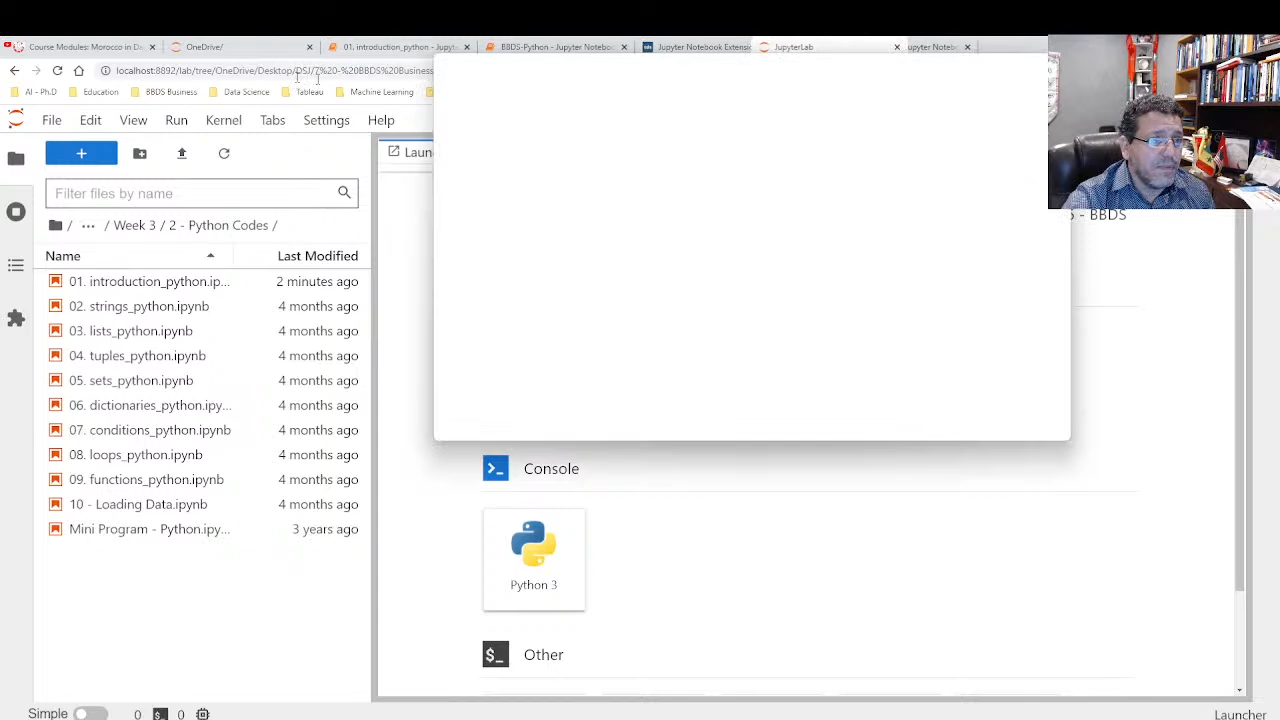 Course Modules: Morocco in Da
OneDrive/
01. introduction_python - Jupyte
BBDS-Python - Jupyter Notebo
Jupyter Notebook Extensi
JupyterLab
upyter Noteb
localhost:8892/lab/tree/OneDrive/Desktop/DSJ/7%20-%20BBDS%20Business
AI - Ph.D
Education
BBDS Business
Data Science
Tableau
Machine Learning
File
Edit
View
Run
Kernel
Tabs
Settings
Help
Laun
Filter files by name
/ ··· / Week 3 / 2 - Python Codes /
- BBDS
Name
Last Modified
01. introduction_python.ip... 2 minutes ago
02. strings_python.ipynb 4 months ago
03. lists_python.ipynb 4 months ago
04. tuples_python.ipynb 4 months ago
05. sets_python.ipynb 4 months ago
06. dictionaries_python.ipy... 4 months ago
07. conditions_python.ipynb 4 months ago
08. loops_python.ipynb 4 months ago
09. functions_python.ipynb 4 months ago
10 - Loading Data.ipynb 4 months ago
Mini Program - Python.ipy... 3 years ago
Console
Python 3
$_ Other
Simple
0
$_
0
Launcher